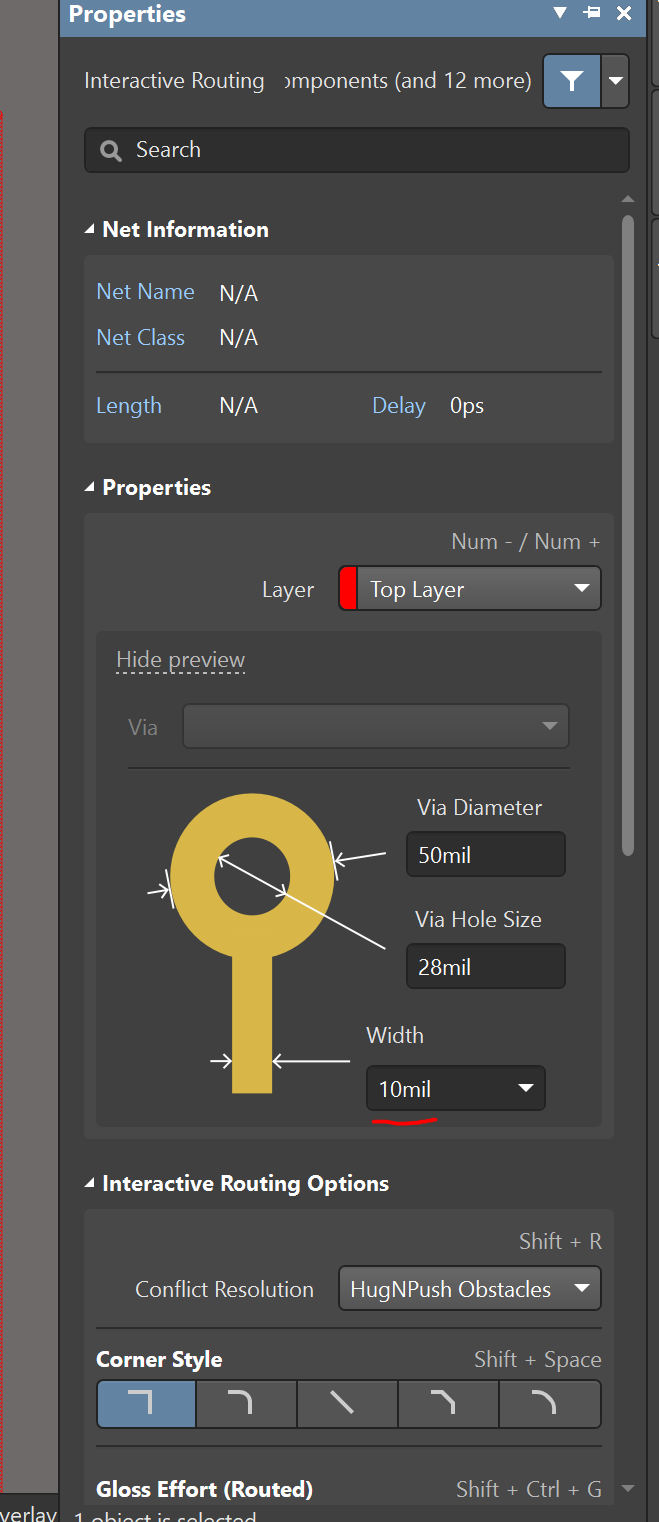 Properties
Interactive Routing omponents (and 12 more)
Search
Net Information
Net Name N/A
Net Class N/A
Length N/A Delay 0ps
Properties
Num - / Num +
Layer Top Layer
Hide preview
Via
Via Diameter
50mil
Via Hole Size
28mil
Width
10mil
Interactive Routing Options
Shift + R
Conflict Resolution HugNPush Obstacles
Corner Style Shift + Space
Gloss Effort (Routed) Shift + Ctrl + G
verlay 1 object is selected